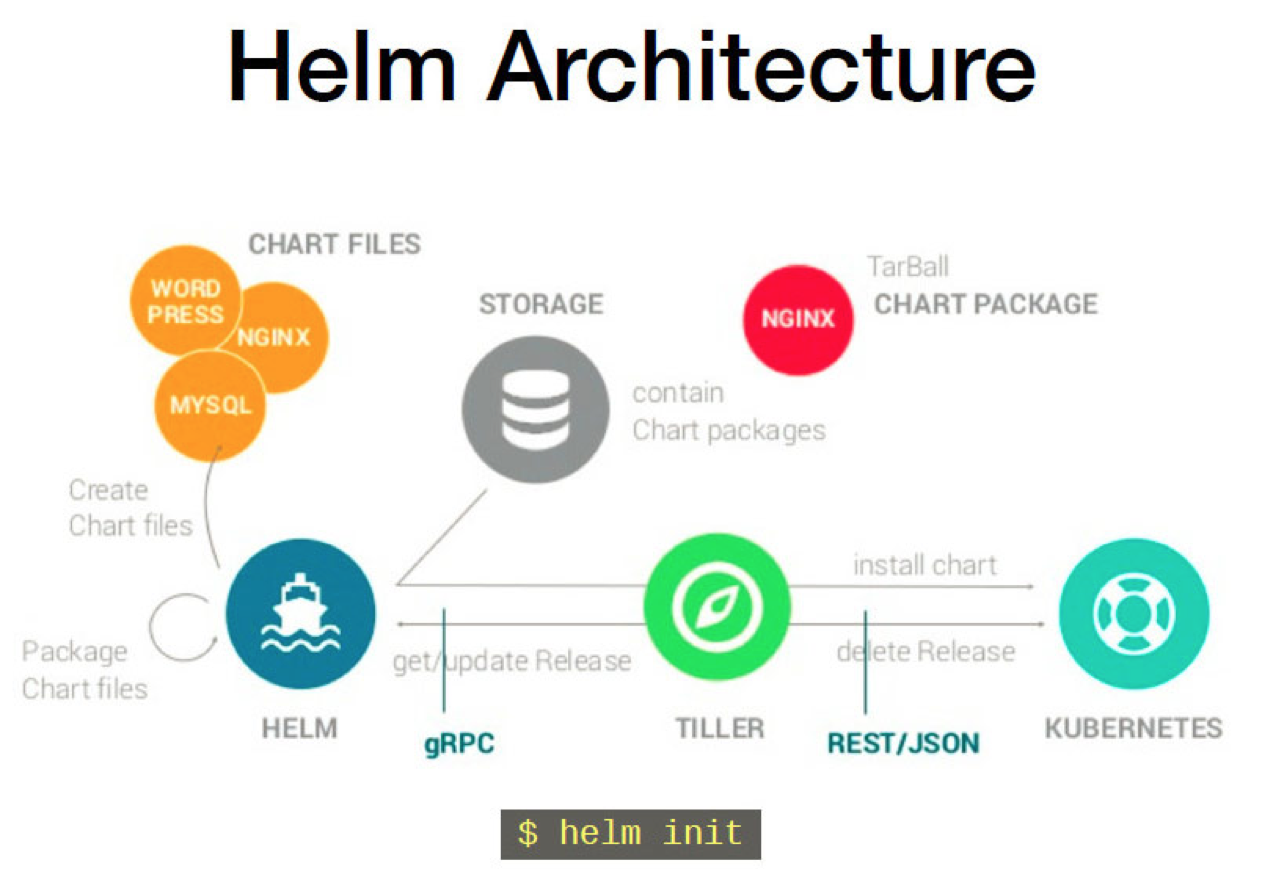 Helm Architecture
CHART FILES
WORD
PRESS
NGINX
MYSQL
STORAGE
contain
Chart packages
NGINX
TarBall
CHART PACKAGE
Create
Chart files
Package
Chart files
install chart
get/update Release
delete Release
HELM
gRPC
TILLER
REST/JSON
KUBERNETES
$ helm init